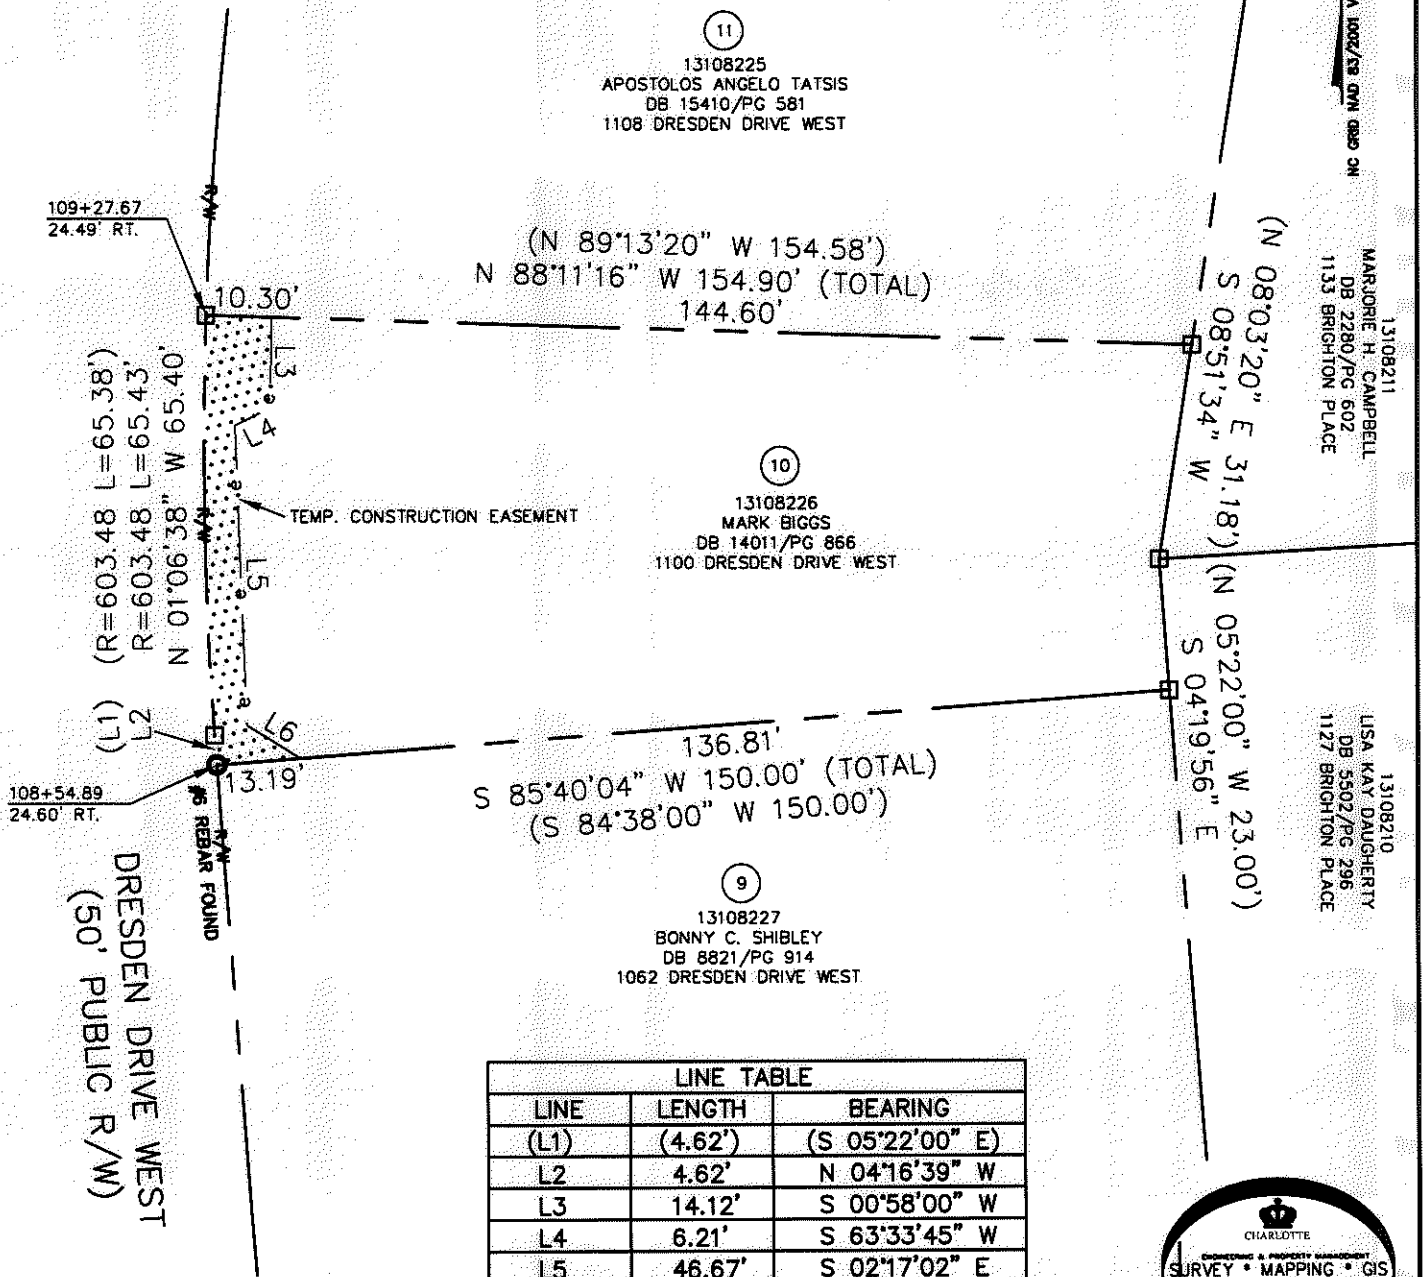 11
13108225
APOSTOLOS ANGELO TATSIS
DB 15410/PG 581
1108 DRESDEN DRIVE WEST
NC GRID NAD 83/2001
R/W
109+27.67
24.49' RT.
(N 89°13'20" W 154.58')
N 88°11'16" W 154.90' (TOTAL)
144.60'
10.30'
13108211
MARJORIE H. CAMPBELL
DB 2280/PG 602
1133 BRIGHTON PLACE
(N 08°03'20" E 31.18')
S 08°51'34" W
L3
L4
(R=603.48 L=65.38')
R=603.48 L=65.43'
N 01°06'38" W 65.40'
R/W
TEMP. CONSTRUCTION EASEMENT
10
13108226
MARK BIGGS
DB 14011/PG 866
1100 DRESDEN DRIVE WEST
e
e
e
e
L5
(N 05°22'00" W 23.00')
S 04°19'56" E
13108210
LISA KAY DAUGHERTY
DB 5502/PG 296
1127 BRIGHTON PLACE
(L1)
L2
L6
13.19'
136.81'
S 85°40'04" W 150.00' (TOTAL)
(S 84°38'00" W 150.00')
108+54.89
24.60' RT.
#6 REBAR FOUND
R/W
DRESDEN DRIVE WEST
(50' PUBLIC R/W)
9
13108227
BONNY C. SHIBLEY
DB 8821/PG 914
1062 DRESDEN DRIVE WEST
LINE TABLE
LINE LENGTH BEARING
(L1) (4.62') (S 05°22'00" E)
L2 4.62' N 04°16'39" W
L3 14.12' S 00°58'00" W
L4 6.21' S 63°33'45" W
L5 46.67' S 02°17'02" E
CHARLOTTE
ENGINEERING & PROPERTY MANAGEMENT
SURVEY * MAPPING * GIS